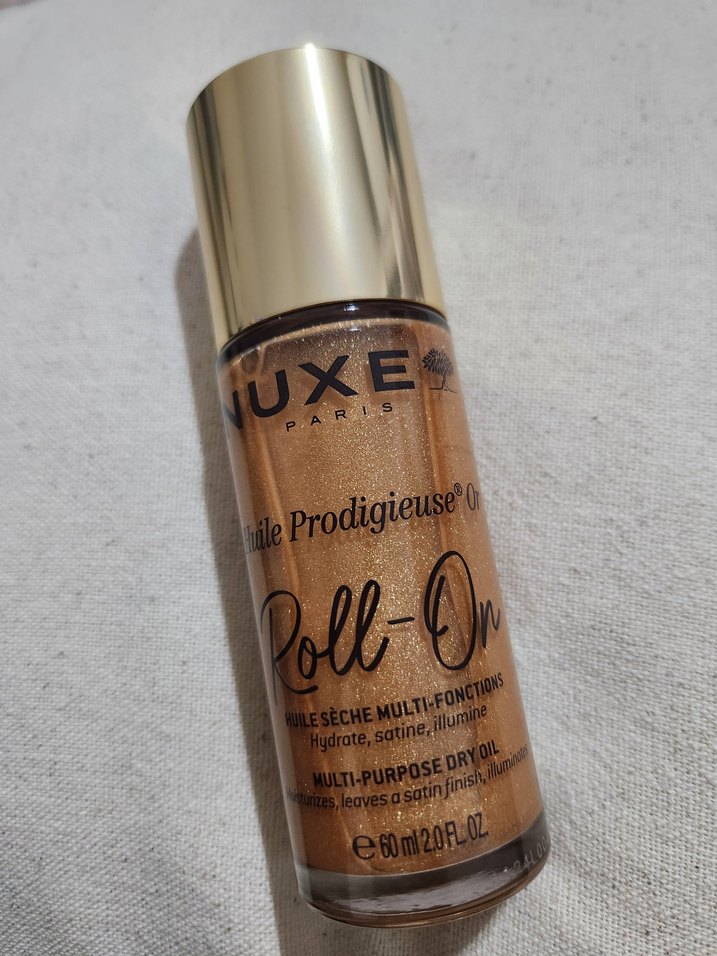 NUXE
PARIS
Huile Prodigieuse® Or
Roll-On
HUILE SÈCHE MULTI-FONCTIONS
Hydrate, satine, illumine
MULTI-PURPOSE DRY OIL
Moisturizes, leaves a satin finish, illuminates
℮ 60 ml 2.0 FL. OZ.